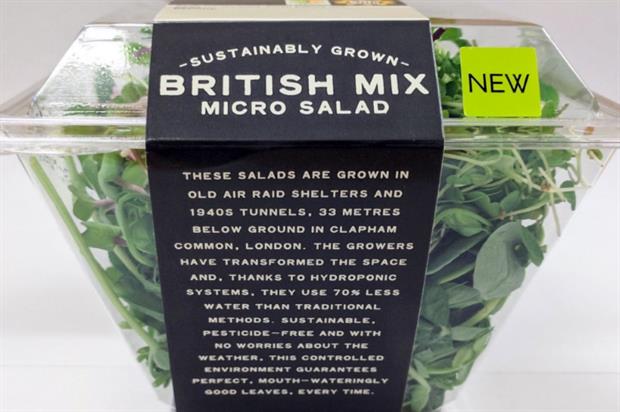 -SUSTAINABLY GROWN-
BRITISH MIX
MICRO SALAD
NEW
THESE SALADS ARE GROWN IN
OLD AIR RAID SHELTERS AND
1940S TUNNELS, 33 METRES
BELOW GROUND IN CLAPHAM
COMMON, LONDON. THE GROWERS
HAVE TRANSFORMED THE SPACE
AND, THANKS TO HYDROPONIC
SYSTEMS, THEY USE 70% LESS
WATER THAN TRADITIONAL
METHODS. SUSTAINABLE,
PESTICIDE-FREE AND WITH
NO WORRIES ABOUT THE
WEATHER, THIS CONTROLLED
ENVIRONMENT GUARANTEES
PERFECT, MOUTH-WATERINGLY
GOOD LEAVES, EVERY TIME.